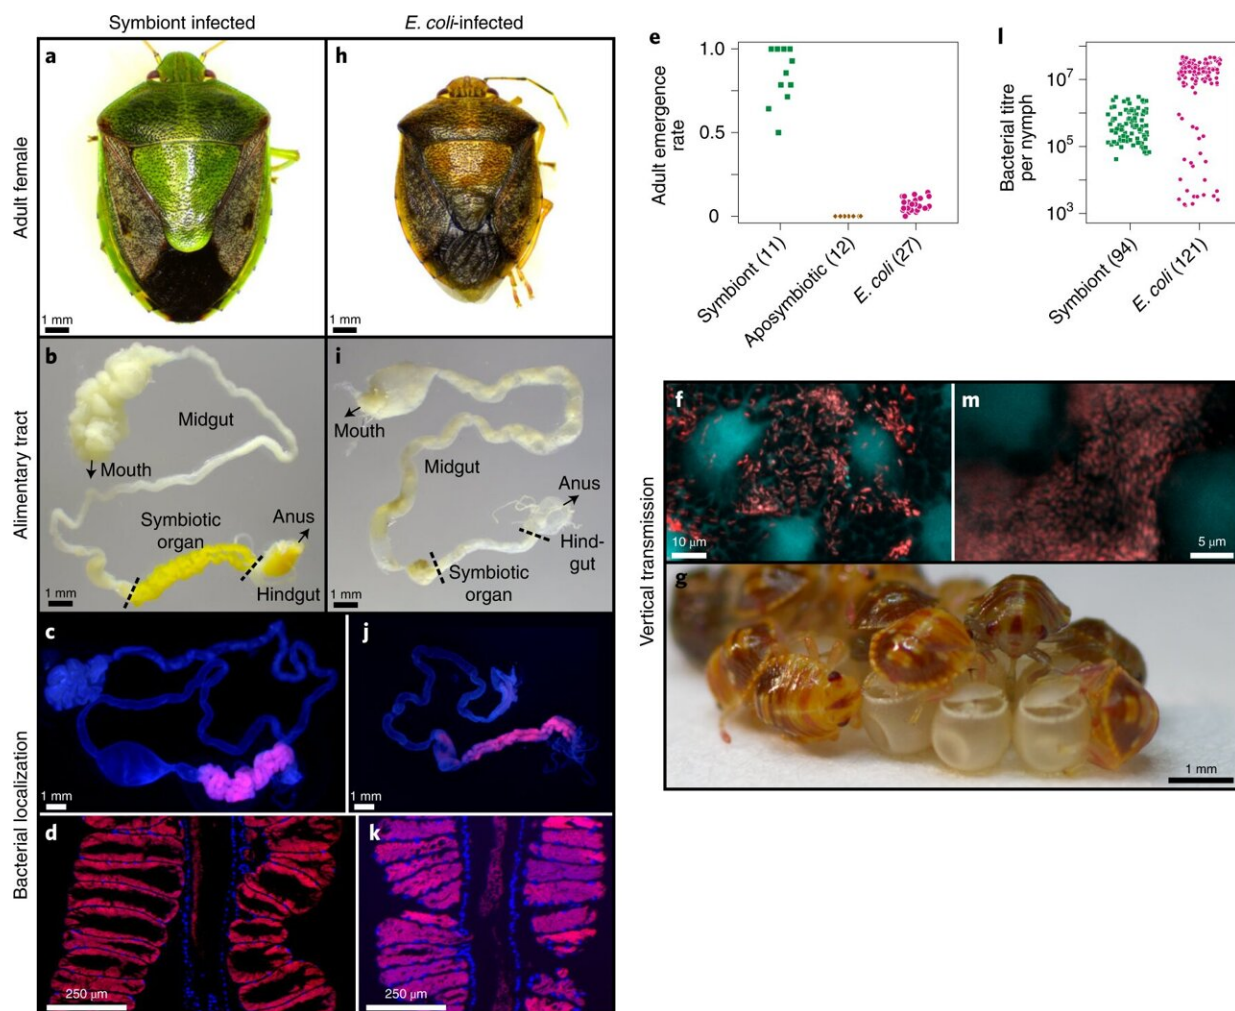 Symbiont infected
E. coli-infected
Adult female
a
1 mm
h
1 mm
Alimentary tract
b
Midgut
Mouth
Symbiotic
organ
Anus
Hindgut
1 mm
i
Mouth
Midgut
Anus
Hind-
gut
Symbiotic
organ
1 mm
Bacterial localization
c
1 mm
j
1 mm
d
250 µm
k
250 µm
e
Adult emergence
rate
1.0
0.5
0
Symbiont (11)
Aposymbiotic (12)
E. coli (27)
l
Bacterial titre
per nymph
10⁷
10⁵
10³
Symbiont (94)
E. coli (121)
Vertical transmission
f
10 µm
m
5 µm
g
1 mm